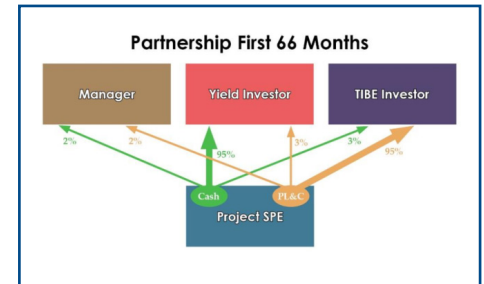 Partnership First 66 Months
Manager
Yield Investor
TIBE Investor
2%
2%
95%
3%
3%
95%
Cash
PL&C
Project SPE